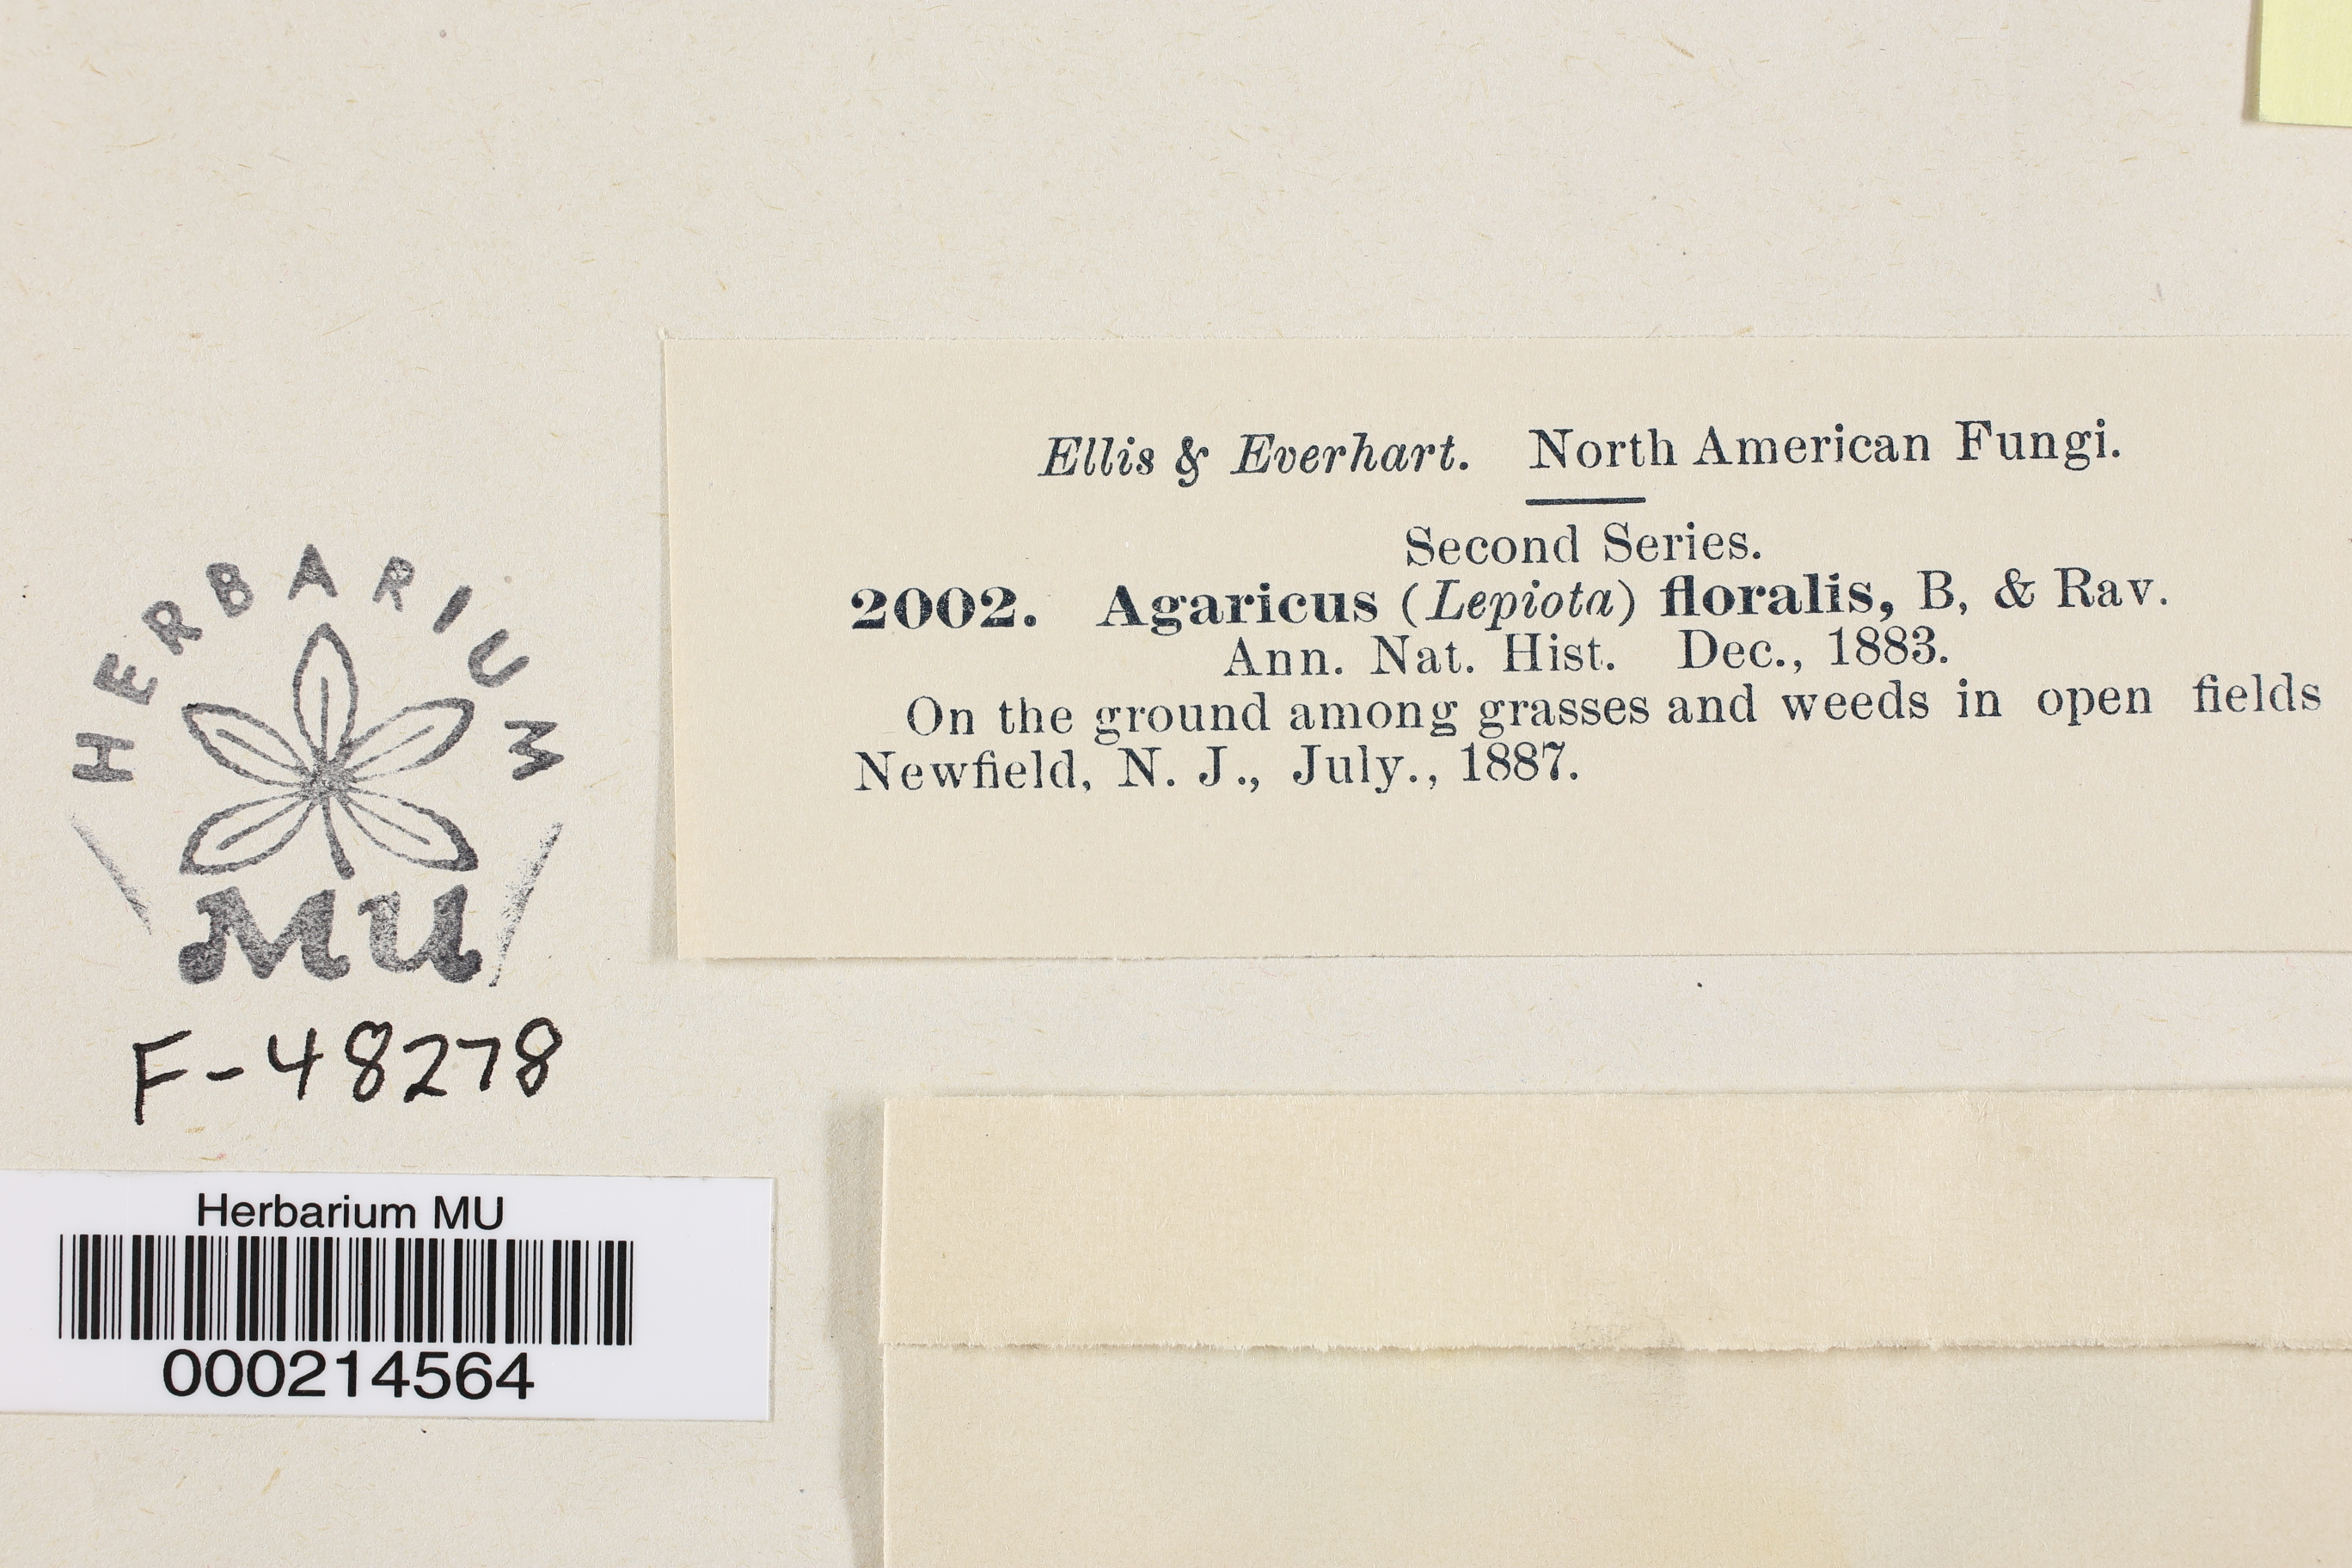 Ellis & Everhart. North American Fungi.
Second Series.
2002. Agaricus (Lepiota) floralis, B, & Rav.
Ann. Nat. Hist. Dec., 1883.
On the ground among grasses and weeds in open fields
Newfield, N. J., July., 1887.
HERBARIUM
MU
F-48278
Herbarium MU
000214564